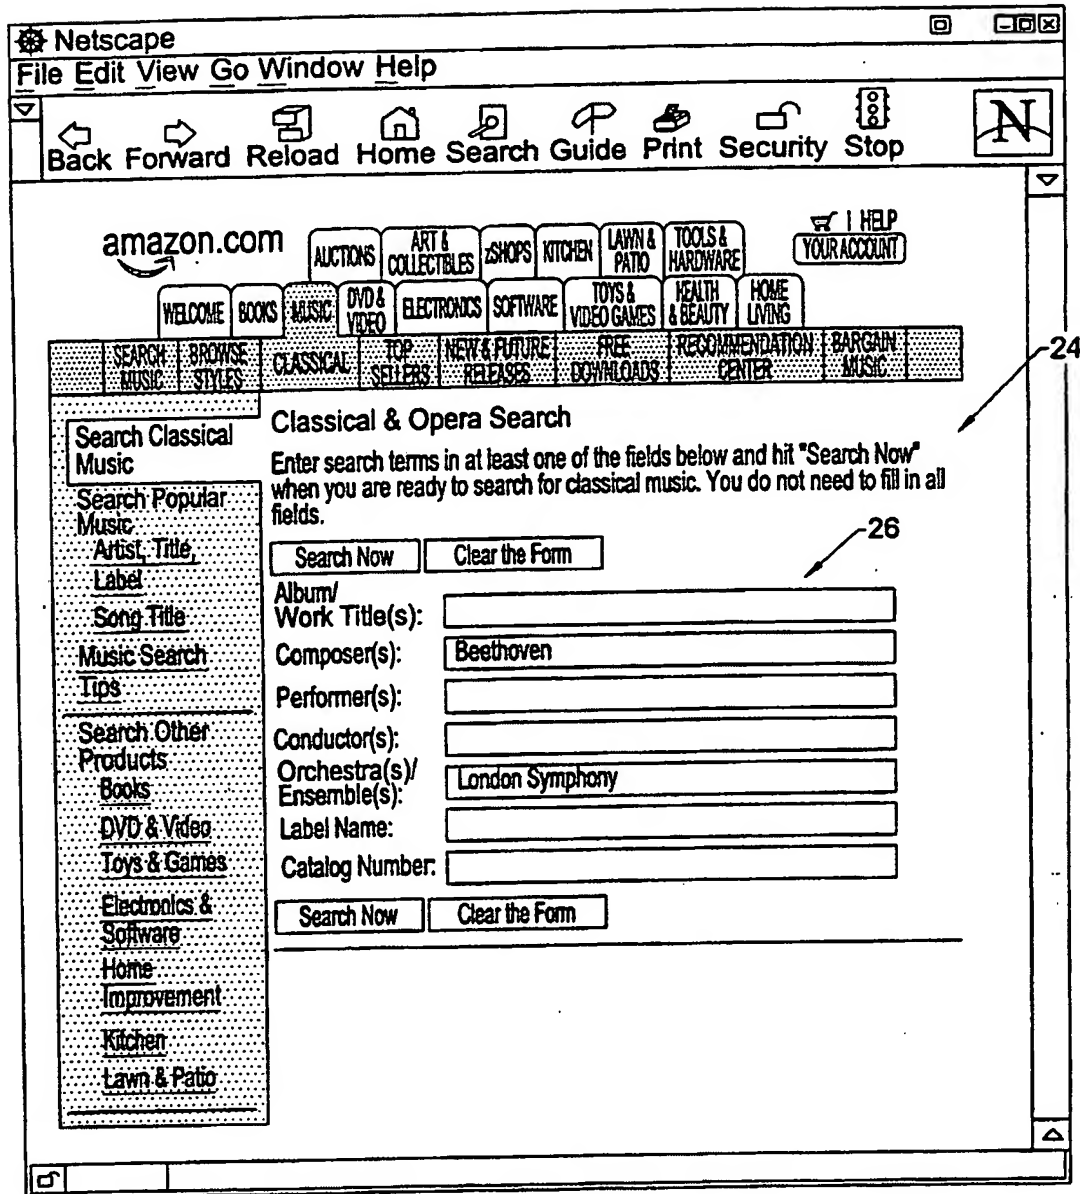 Netscape
File Edit View Go Window Help
Back Forward Reload Home Search Guide Print Security Stop
N
amazon.com
AUCTIONS
ART & COLLECTIBLES
zSHOPS
KITCHEN
LAWN & PATIO
TOOLS & HARDWARE
I HELP
YOUR ACCOUNT
WELCOME
BOOKS
MUSIC
DVD & VIDEO
ELECTRONICS
SOFTWARE
TOYS & VIDEO GAMES
HEALTH & BEAUTY
HOME LIVING
SEARCH MUSIC
BROWSE STYLES
CLASSICAL
TOP SELLERS
NEW & FUTURE RELEASES
FREE DOWNLOADS
RECOMMENDATION CENTER
BARGAIN MUSIC
24
Search Classical
Music
Search Popular
Music
Artist, Title,
Label
Song Title
Music Search
Tips
Search Other
Products
Books
DVD & Video
Toys & Games
Electronics &
Software
Home
Improvement
Kitchen
Lawn & Patio
Classical & Opera Search
Enter search terms in at least one of the fields below and hit "Search Now"
when you are ready to search for classical music. You do not need to fill in all
fields.
26
Search Now Clear the Form
Album/
Work Title(s):
Composer(s): Beethoven
Performer(s):
Conductor(s):
Orchestra(s)/
Ensemble(s): London Symphony
Label Name:
Catalog Number:
Search Now Clear the Form